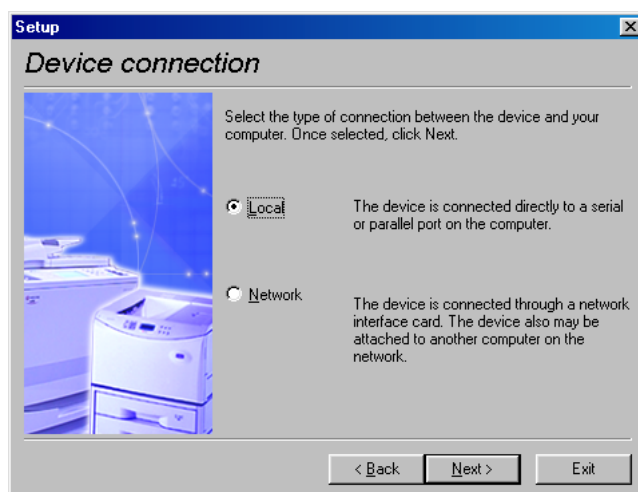 Setup
Device connection
Select the type of connection between the device and your
computer. Once selected, click Next.
Local
The device is connected directly to a serial
or parallel port on the computer.
Network
The device is connected through a network
interface card. The device also may be
attached to another computer on the
network.
< Back
Next >
Exit